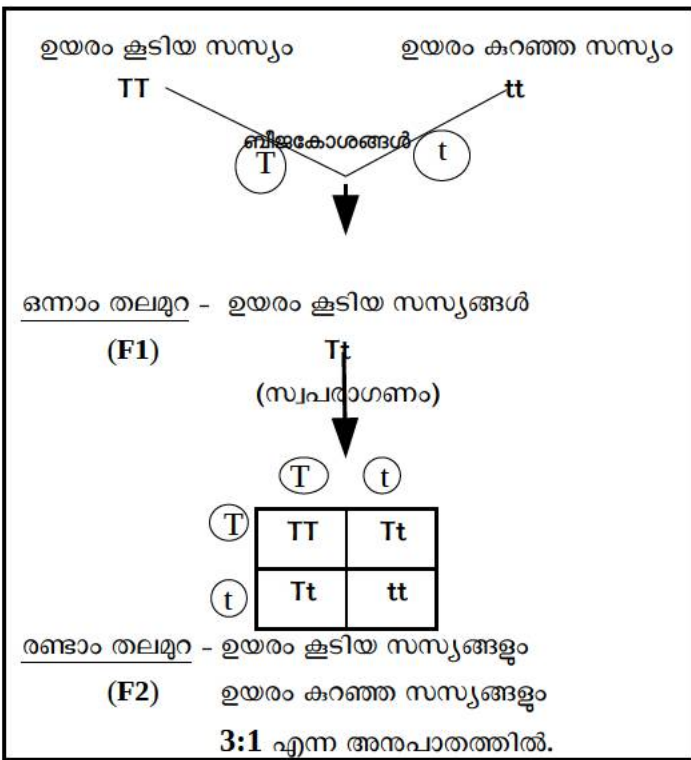 ഉയരം കൂടിയ സസ്യം ഉയരം കുറഞ്ഞ സസ്യം
TT tt
ബീജകോശങ്ങൾ
T t
ഒന്നാം തലമുറ - ഉയരം കൂടിയ സസ്യങ്ങൾ
(F1) Tt
(സ്വപരാഗണം)
T t
T TT Tt
t Tt tt
രണ്ടാം തലമുറ - ഉയരം കൂടിയ സസ്യങ്ങളും
(F2) ഉയരം കുറഞ്ഞ സസ്യങ്ങളും
3:1 എന്ന അനുപാതത്തിൽ.